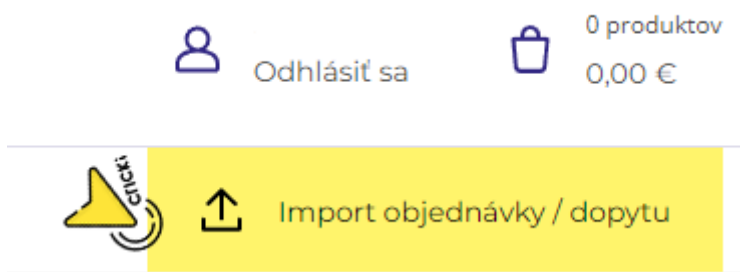 0 produktov
Odhlásiť sa
0,00 €
CLICK!
Import objednávky / dopytu